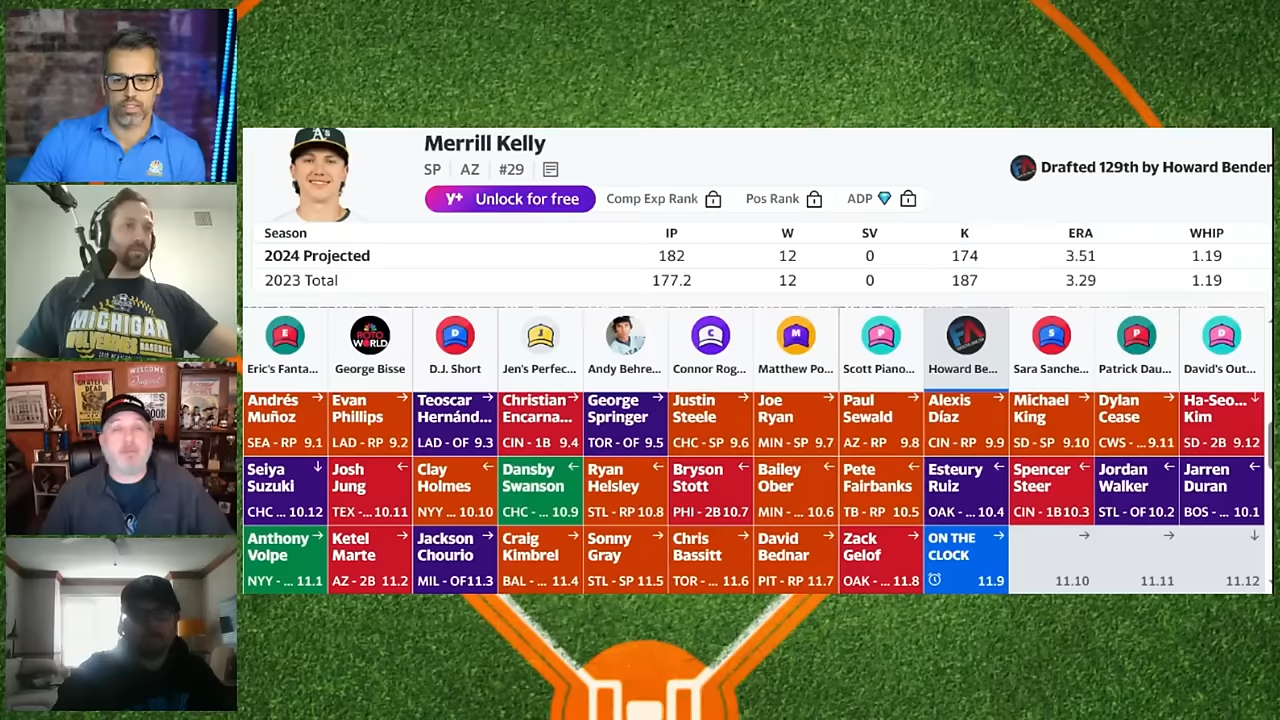 MICHIGAN
WOLVERINES
BASEBALL
WELCOME
GRATEFUL
DEAD
A's
Merrill Kelly
SP AZ #29
Y+ Unlock for free Comp Exp Rank Pos Rank ADP
FA Drafted 129th by Howard Bender
Season IP W SV K ERA WHIP
2024 Projected 182 12 0 174 3.51 1.19
2023 Total 177.2 12 0 187 3.29 1.19
E ROTO WORLD D J C M P FA S P D
Eric's Fanta... George Bisse D.J. Short Jen's Perfec... Andy Behre... Connor Rog... Matthew Po... Scott Piano... Howard Be... Sara Sanche... Patrick Dau... David's Out...
Andrés Evan Teoscar Christian George Justin Joe Paul Alexis Michael Dylan Ha-Seo...
Muñoz Phillips Hernánd... Encarna... Springer Steele Ryan Sewald Díaz King Cease Kim
SEA - RP 9.1 LAD - RP 9.2 LAD - OF 9.3 CIN - 1B 9.4 TOR - OF 9.5 CHC - SP 9.6 MIN - SP 9.7 AZ - RP 9.8 CIN - RP 9.9 SD - SP 9.10 CWS - ... 9.11 SD - 2B 9.12
Seiya Josh Clay Dansby Ryan Bryson Bailey Pete Esteury Spencer Jordan Jarren
Suzuki Jung Holmes Swanson Helsley Stott Ober Fairbanks Ruiz Steer Walker Duran
CHC ... 10.12 TEX - ...10.11 NYY - ... 10.10 CHC - ... 10.9 STL - RP 10.8 PHI - 2B 10.7 MIN - ... 10.6 TB - RP 10.5 OAK - ... 10.4 CIN - 1B 10.3 STL - OF 10.2 BOS - ... 10.1
Anthony Ketel Jackson Craig Sonny Chris David Zack ON THE
Volpe Marte Chourio Kimbrel Gray Bassitt Bednar Gelof CLOCK
NYY - ... 11.1 AZ - 2B 11.2 MIL - OF 11.3 BAL - ... 11.4 STL - SP 11.5 TOR - ... 11.6 PIT - RP 11.7 OAK - ... 11.8 11.9 11.10 11.11 11.12